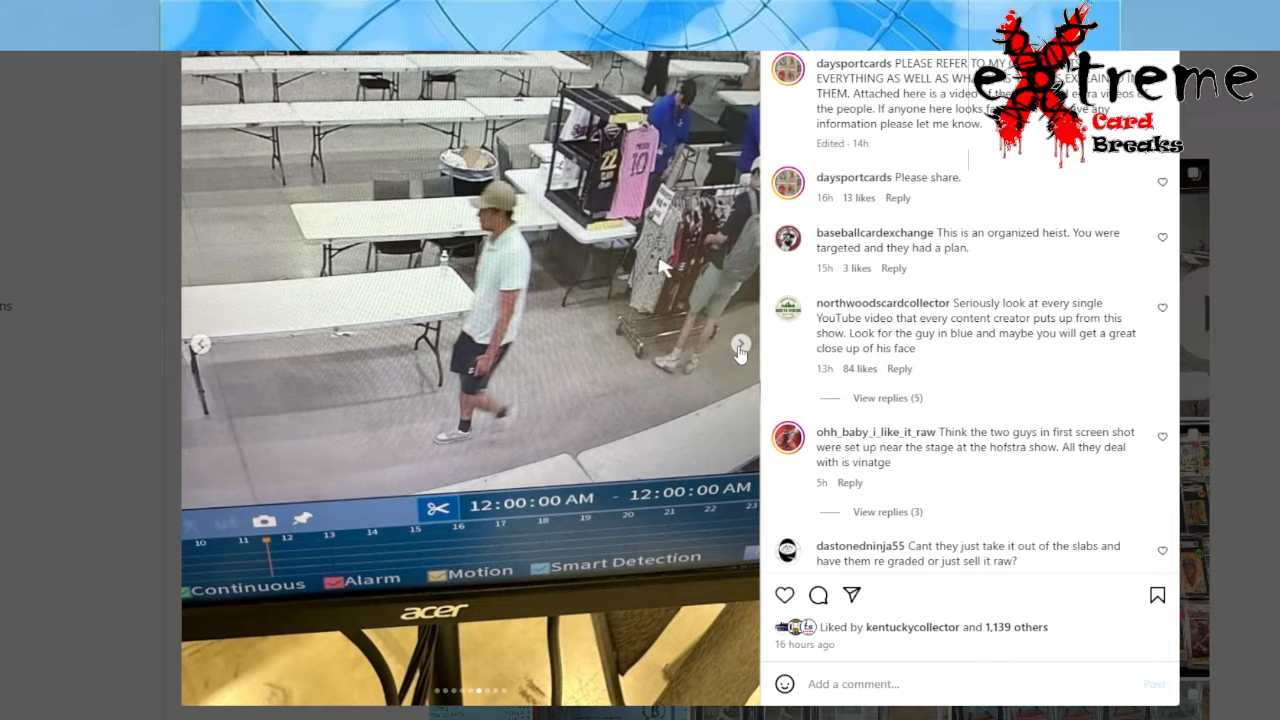 eXtreme
Card
Breaks
daysportcards PLEASE REFER TO MY
EVERYTHING AS WELL AS
THEM. Attached here is a video
the people. If anyone here looks any
information please let me know.
Edited · 14h
daysportcards Please share.
16h 13 likes Reply
baseballcardexchange This is an organized heist. You were
targeted and they had a plan.
15h 3 likes Reply
northwoodscardcollector Seriously look at every single
YouTube video that every content creator puts up from this
show. Look for the guy in blue and maybe you will get a great
close up of his face
13h 84 likes Reply
View replies (5)
ohh_baby_i_like_it_raw Think the two guys in first screen shot
were set up near the stage at the hofstra show. All they deal
with is vinatge
5h Reply
View replies (3)
dastonedninja55 Cant they just take it out of the slabs and
have them re graded or just sell it raw?
Liked by kentuckycollector and 1,139 others
16 hours ago
Add a comment...
Post
ns
22
10
12:00:00 AM - 12:00:00 AM
10 11 12 13 14 15 16 17 18 19 20 21 22 23
Continuous Alarm Motion Smart Detection
acer